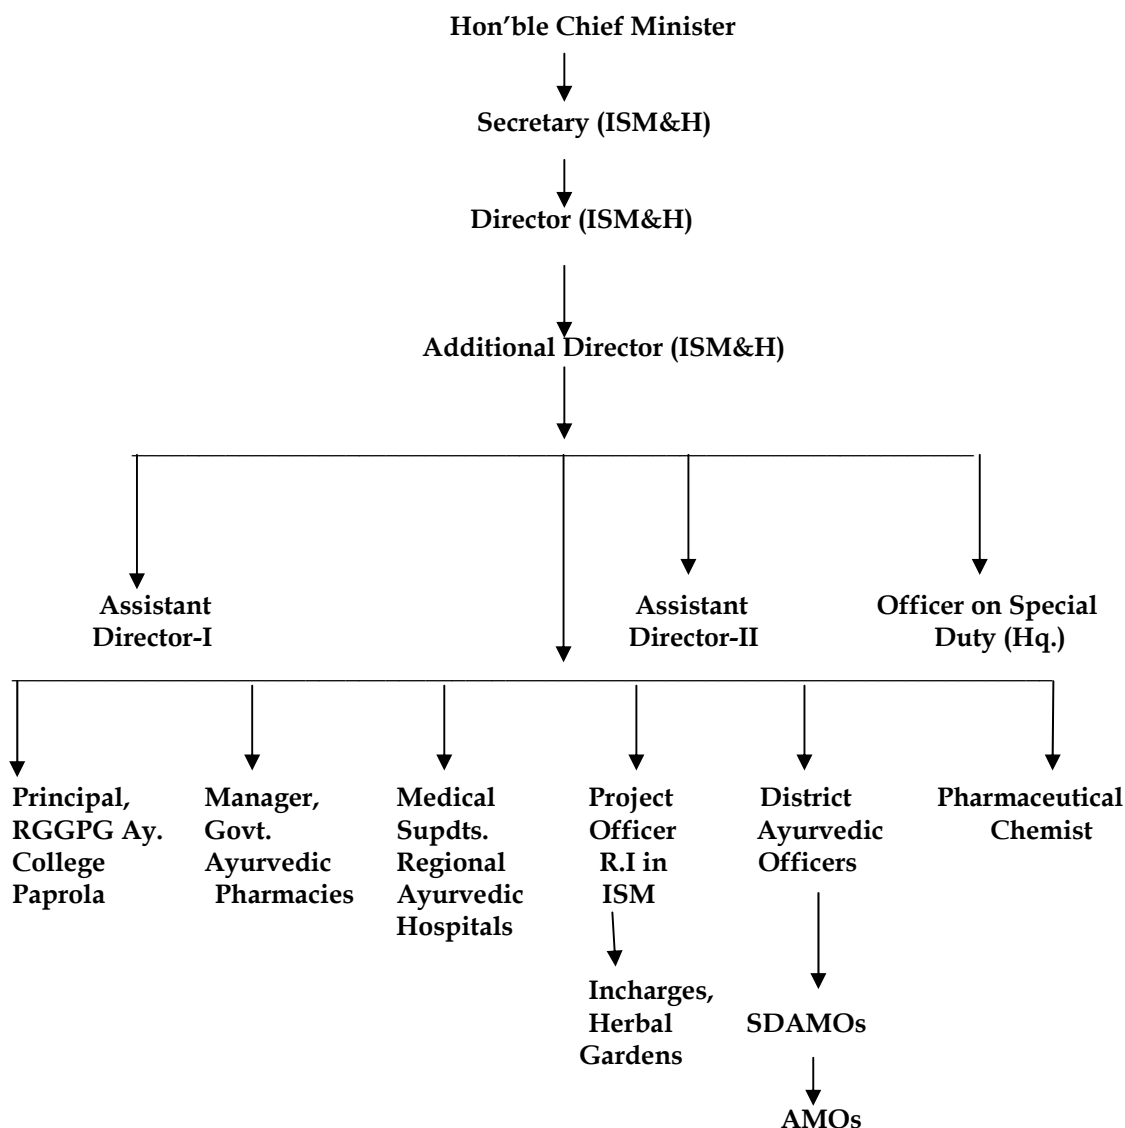 Hon’ble Chief Minister
Secretary (ISM&H)
Director (ISM&H)
Additional Director (ISM&H)
Assistant
Director-I
Assistant
Director-II
Officer on Special
Duty (Hq.)
Principal,
RGGPG Ay.
College
Paprola
Manager,
Govt.
Ayurvedic
Pharmacies
Medical
Supdts.
Regional
Ayurvedic
Hospitals
Project
Officer
R.I in
ISM
District
Ayurvedic
Officers
Pharmaceutical
Chemist
Incharges,
Herbal
Gardens
SDAMOs
AMOs